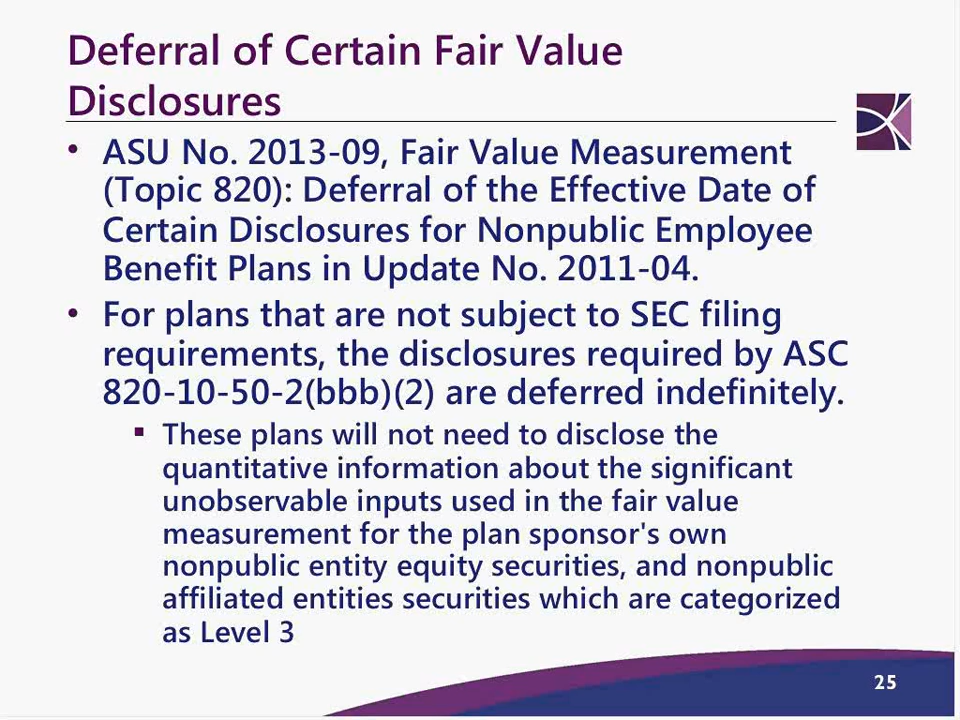 Deferral of Certain Fair Value
Disclosures
• ASU No. 2013-09, Fair Value Measurement
(Topic 820): Deferral of the Effective Date of
Certain Disclosures for Nonpublic Employee
Benefit Plans in Update No. 2011-04.
• For plans that are not subject to SEC filing
requirements, the disclosures required by ASC
820-10-50-2(bbb)(2) are deferred indefinitely.
▪ These plans will not need to disclose the
quantitative information about the significant
unobservable inputs used in the fair value
measurement for the plan sponsor's own
nonpublic entity equity securities, and nonpublic
affiliated entities securities which are categorized
as Level 3
25